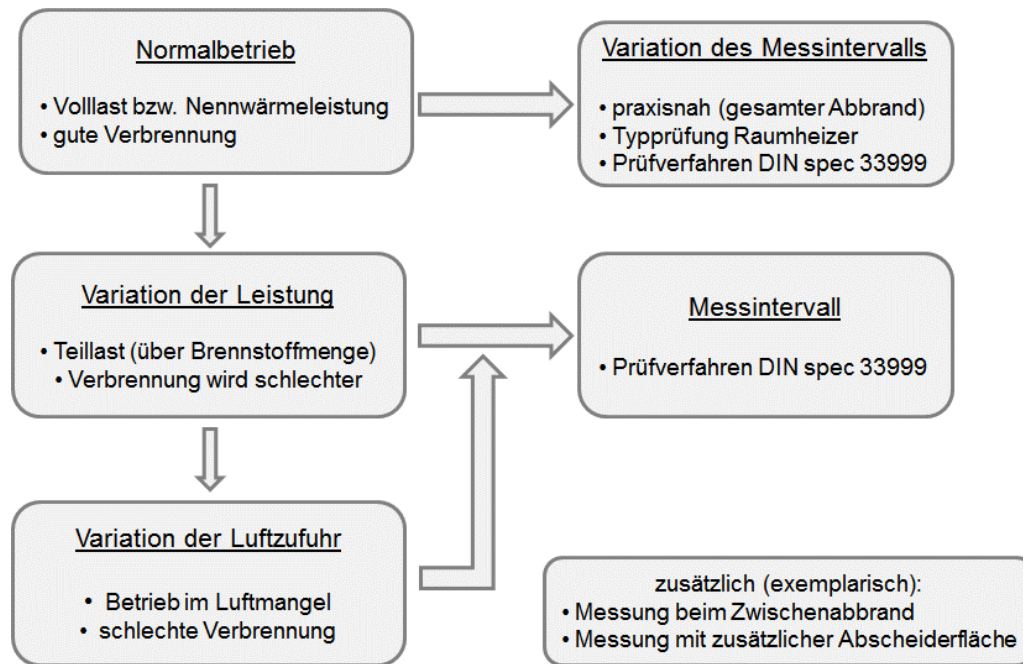 Normalbetrieb
• Volllast bzw. Nennwärmeleistung
• gute Verbrennung
Variation des Messintervalls
• praxisnah (gesamter Abbrand)
• Typprüfung Raumheizer
• Prüfverfahren DIN spec 33999
Variation der Leistung
• Teillast (über Brennstoffmenge)
• Verbrennung wird schlechter
Messintervall
• Prüfverfahren DIN spec 33999
Variation der Luftzufuhr
• Betrieb im Luftmangel
• schlechte Verbrennung
zusätzlich (exemplarisch):
• Messung beim Zwischenabbrand
• Messung mit zusätzlicher Abscheiderfläche